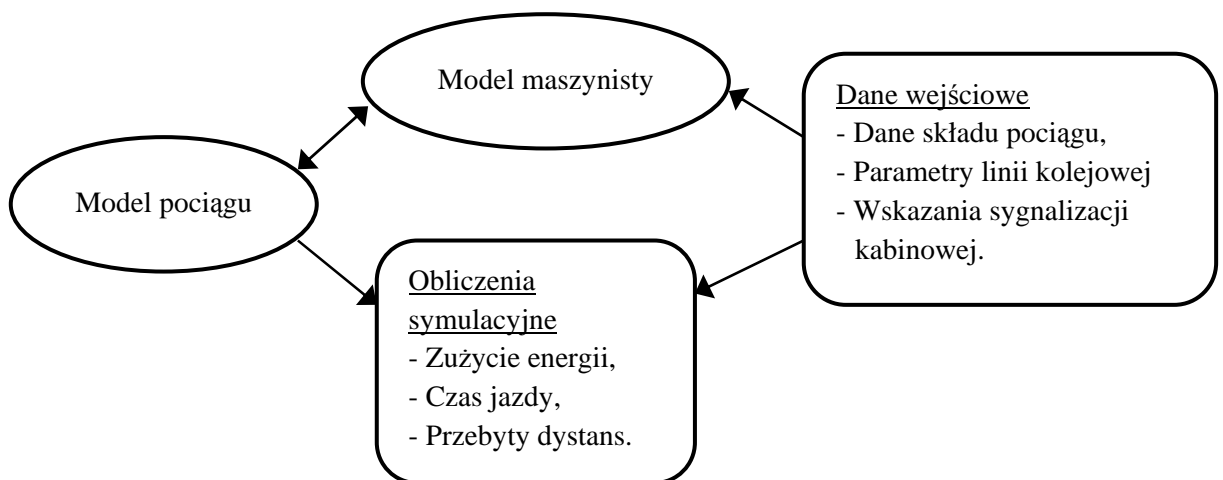 Model maszynisty
Model pociągu
Dane wejściowe
- Dane składu pociągu,
- Parametry linii kolejowej
- Wskazania sygnalizacji
kabinowej.
Obliczenia
symulacyjne
- Zużycie energii,
- Czas jazdy,
- Przebyty dystans.